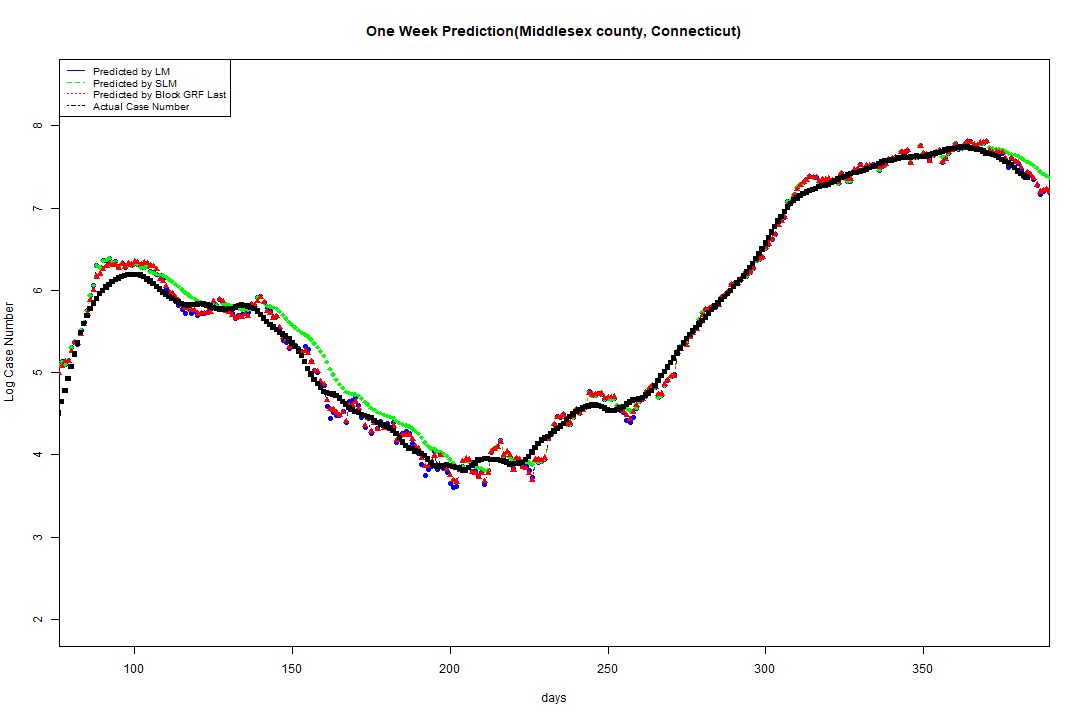 One Week Prediction(Middlesex county, Connecticut)
Predicted by LM
Predicted by SLM
Predicted by Block GRF Last
Actual Case Number
Log Case Number
8
7
6
5
4
3
2
100 150 200 250 300 350
days